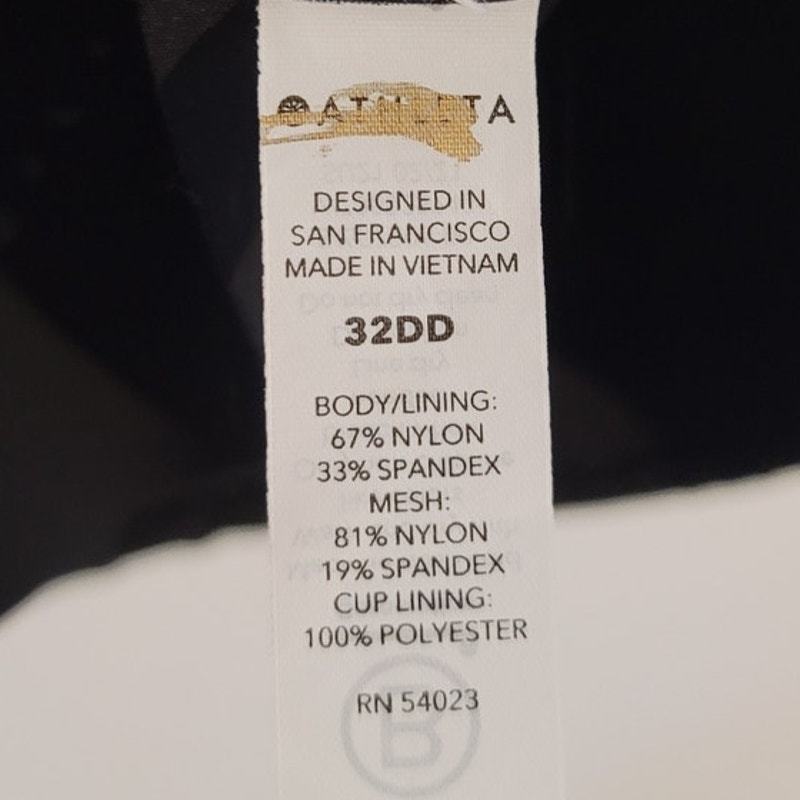 ATHLETA
DESIGNED IN
SAN FRANCISCO
MADE IN VIETNAM
32DD
BODY/LINING:
67% NYLON
33% SPANDEX
MESH:
81% NYLON
19% SPANDEX
CUP LINING:
100% POLYESTER
RN 54023
B